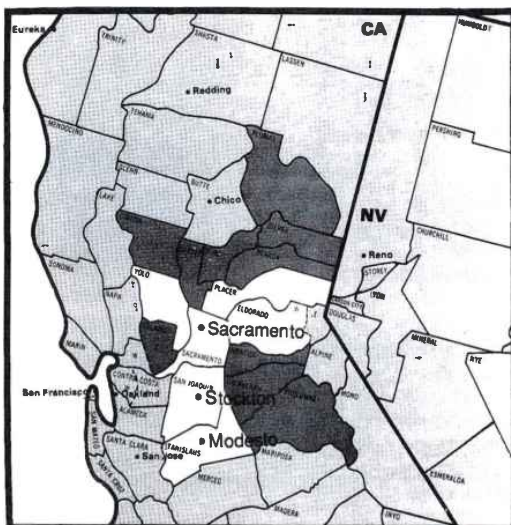 CA
HUMBOLDT
Eureka
TRINITY
SHASTA
LASSEN
Redding
PERSHING
TEHAMA
MENDOCINO
PLUMAS
GLENN
BUTTE
Chico
LAKE
NV
CHURCHILL
SIERRA
Reno
STOREY
YOLO
PLACER
LYON
SONOMA
NAPA
ELDORADO
DOUGLAS
Sacramento
MINERAL
NYE
MARIN
SACRAMENTO
ALPINE
CONTRA COSTA
SAN JOAQUIN
MONO
San Francisco
Oakland
Stockton
ALAMEDA
SAN MATEO
Modesto
SANTA CLARA
STANISLAUS
MARIPOSA
San Jose
ESMERALDA
SANTA CRUZ
MERCED
MADERA
INYO